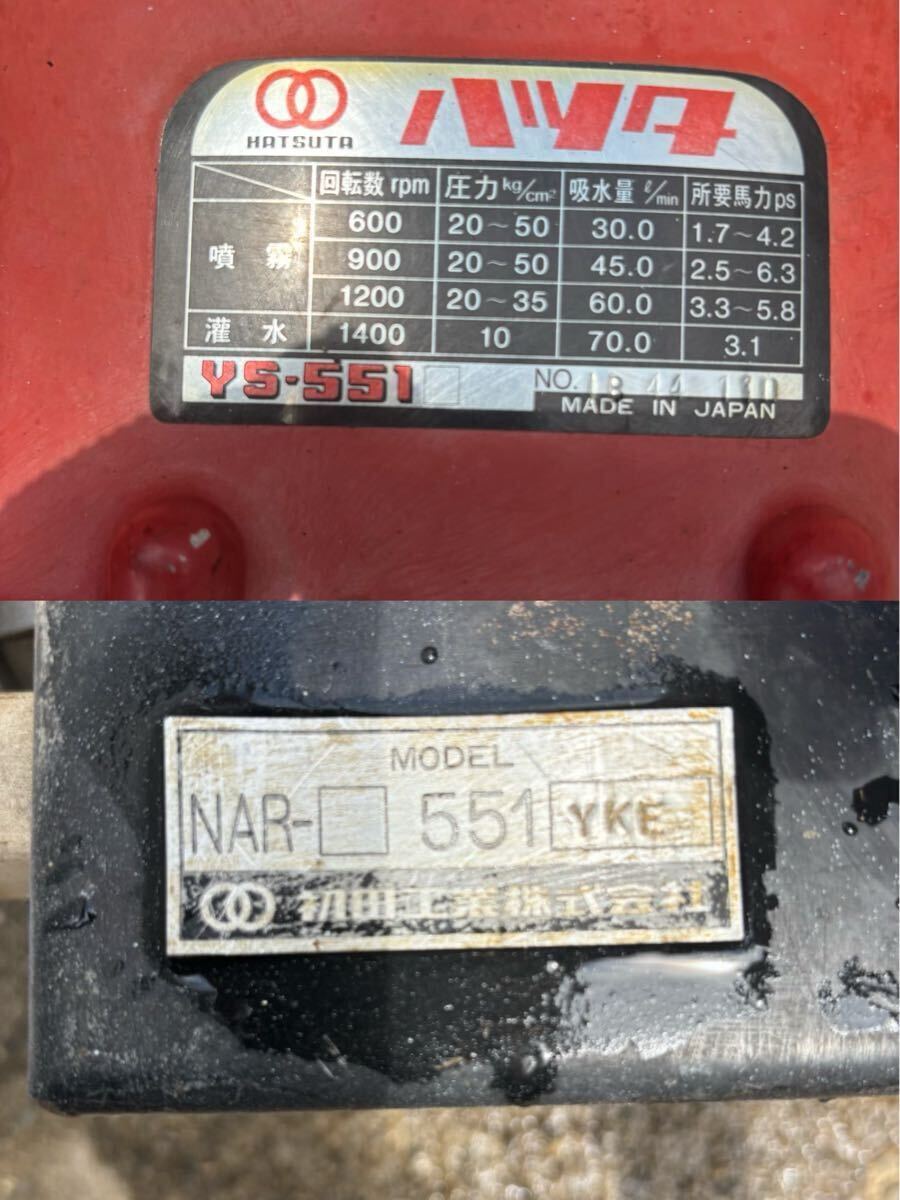 HATSUTA
ハツタ
回転数 rpm 圧力 kg/cm² 吸水量 ℓ/min 所要馬力 ps
噴霧 600 20～50 30.0 1.7～4.2
900 20～50 45.0 2.5～6.3
1200 20～35 60.0 3.3～5.8
灌水 1400 10 70.0 3.1
YS-551
NO. 18 44 130
MADE IN JAPAN
MODEL
NAR-□ 551 YKE
初田工業株式会社